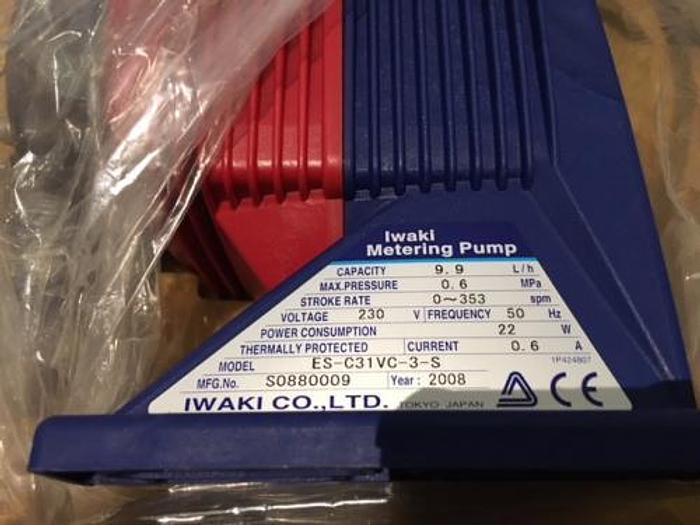 Iwaki
Metering Pump
CAPACITY 9.9 L/h
MAX.PRESSURE 0.6 MPa
STROKE RATE 0~353 spm
VOLTAGE 230 V FREQUENCY 50 Hz
POWER CONSUMPTION 22 W
THERMALLY PROTECTED CURRENT 0.6 A
MODEL ES-C31VC-3-S 1P424807
MFG.No. S0880009 Year: 2008
IWAKI CO.,LTD. TOKYO JAPAN CE